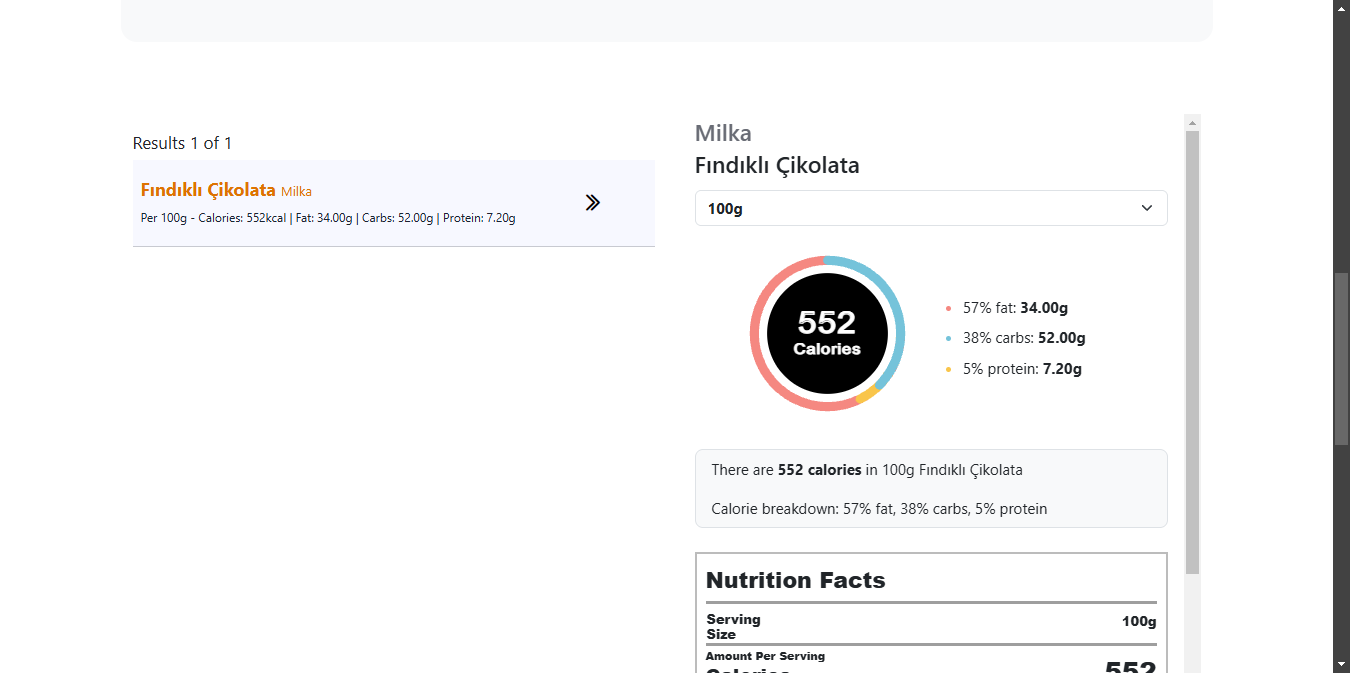 Results 1 of 1
Fındıklı Çikolata Milka
Per 100g - Calories: 552kcal | Fat: 34.00g | Carbs: 52.00g | Protein: 7.20g
Milka
Fındıklı Çikolata
100g
552
Calories
57% fat: 34.00g
38% carbs: 52.00g
5% protein: 7.20g
There are 552 calories in 100g Fındıklı Çikolata
Calorie breakdown: 57% fat, 38% carbs, 5% protein
Nutrition Facts
Serving
Size
100g
Amount Per Serving
Calories
552